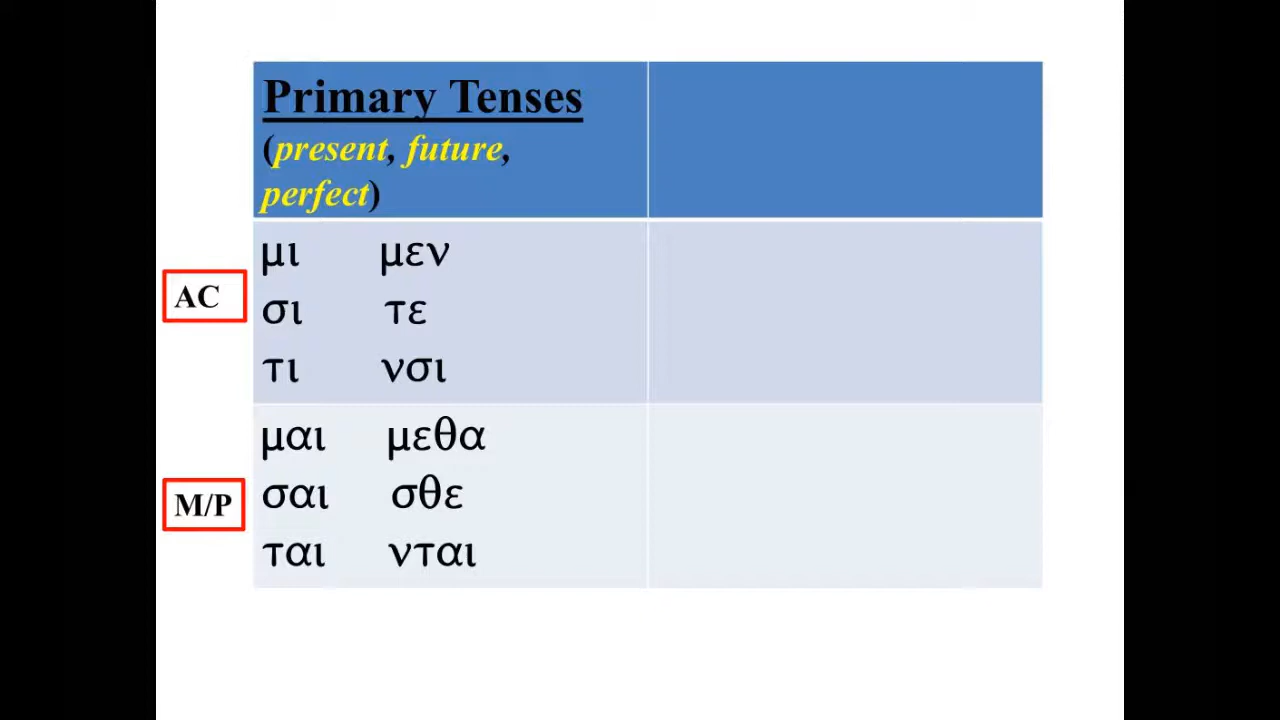 Primary Tenses
(present, future,
perfect)
AC
μι μεν
σι τε
τι νσι
M/P
μαι μεθα
σαι σθε
ται νται